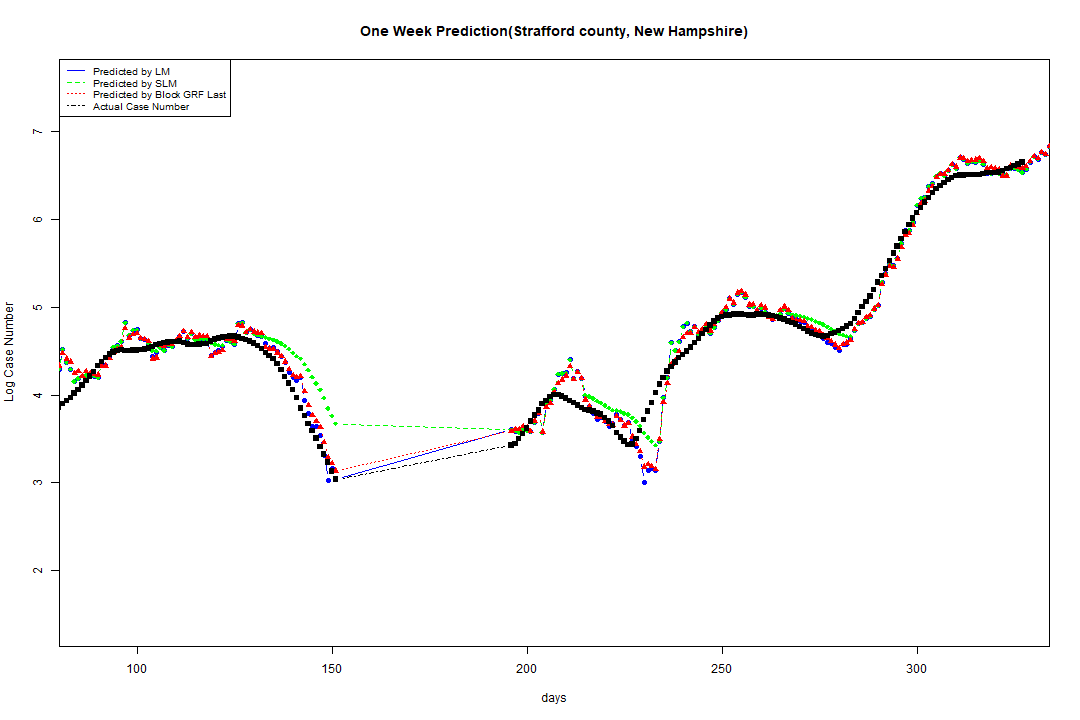 One Week Prediction(Strafford county, New Hampshire)
Predicted by LM
Predicted by SLM
Predicted by Block GRF Last
Actual Case Number
7
6
5
4
3
2
Log Case Number
100 150 200 250 300
days